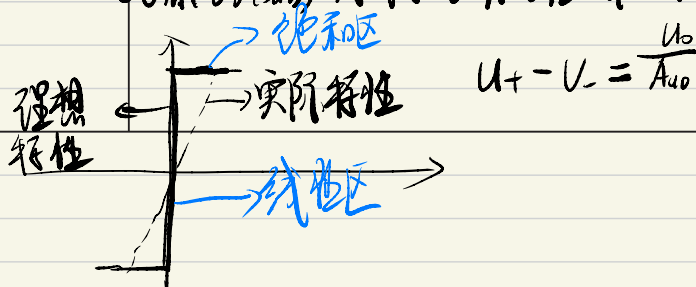 饱和区
理想
特性
实际特性
U+ - U- = Uo/Auo
线性区